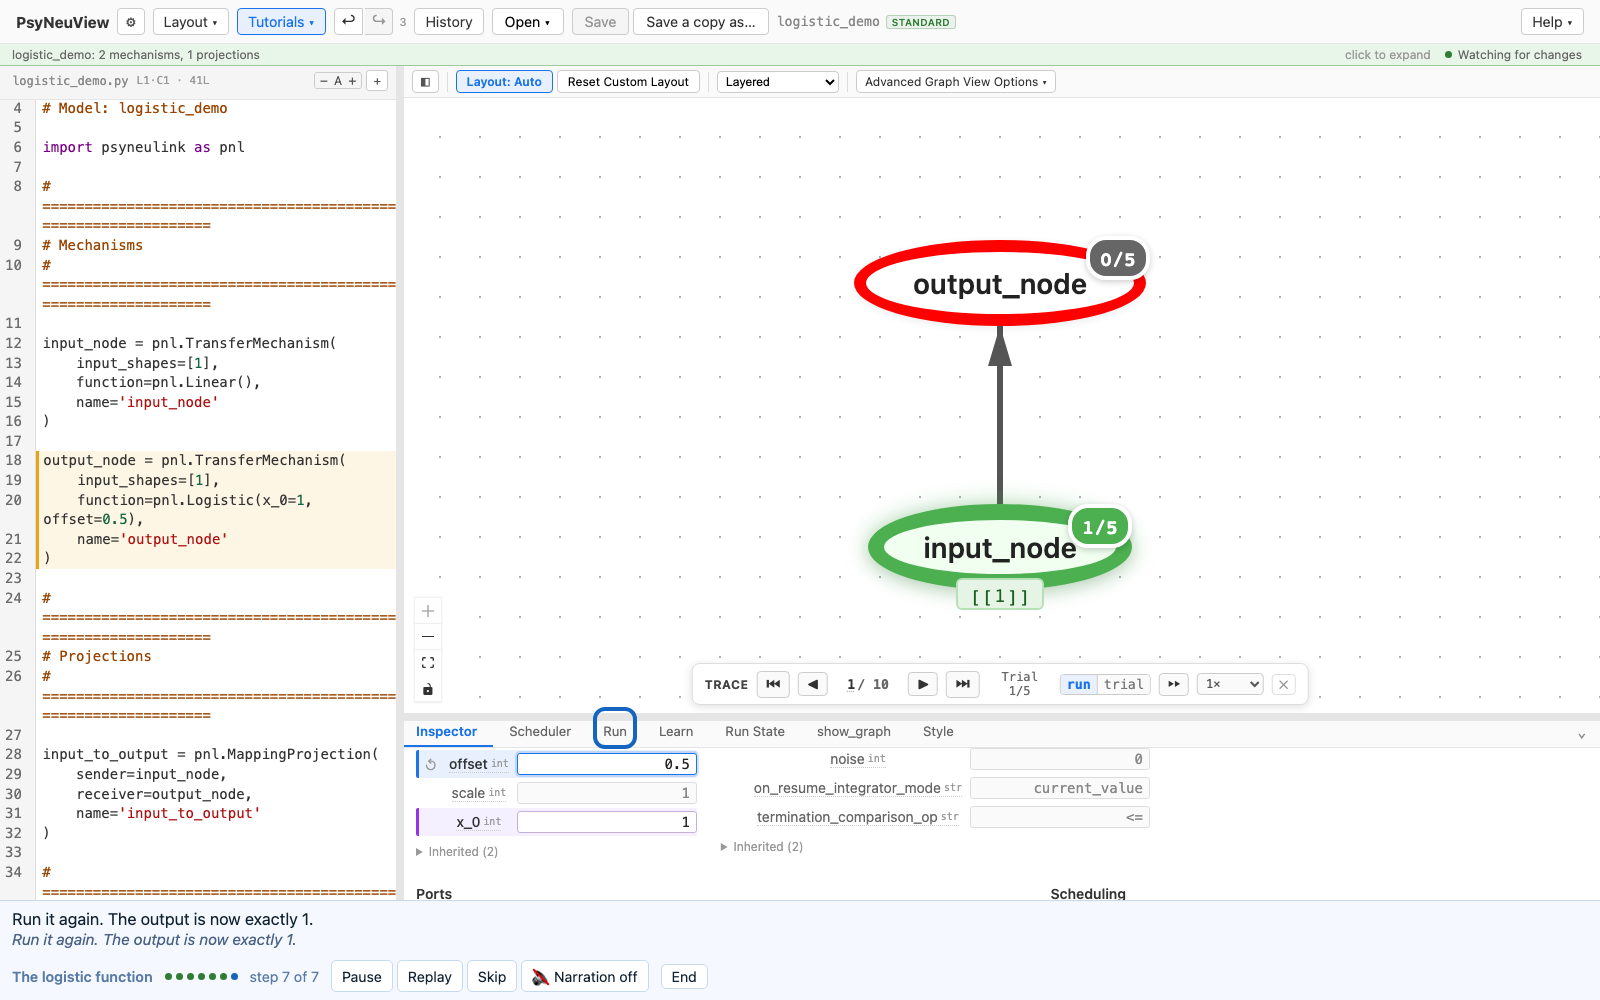 PsyNeuView ⚙ Layout ▾ Tutorials ▾ ↩ ↪ 3 History Open ▾ Save Save a copy as... logistic_demo STANDARD Help ▾
logistic_demo: 2 mechanisms, 1 projections click to expand ● Watching for changes
logistic_demo.py L1·C1 · 41L − A + +
Layout: Auto Reset Custom Layout Layered Advanced Graph View Options ▾
4 # Model: logistic_demo
5
6 import psyneulink as pnl
7
8 #
==========================================
====================
9 # Mechanisms
10 #
==========================================
====================
11
12 input_node = pnl.TransferMechanism(
13 input_shapes=[1],
14 function=pnl.Linear(),
15 name='input_node'
16 )
17
18 output_node = pnl.TransferMechanism(
19 input_shapes=[1],
20 function=pnl.Logistic(x_0=1,
offset=0.5),
21 name='output_node'
22 )
23
24 #
==========================================
====================
25 # Projections
26 #
==========================================
====================
27
28 input_to_output = pnl.MappingProjection(
29 sender=input_node,
30 receiver=output_node,
31 name='input_to_output'
32 )
33
34 #
==========================================
0/5
output_node
1/5
input_node
[[1]]
TRACE ⏮ ◀ 1 / 10 ▶ ⏭ Trial 1/5 run trial ▸▸ 1× ×
Inspector Scheduler Run Learn Run State show_graph Style
offset int 0.5
scale int 1
x_0 int 1
▶ Inherited (2)
noise int 0
on_resume_integrator_mode str current_value
termination_comparison_op str <=
▶ Inherited (2)
Ports Scheduling
Run it again. The output is now exactly 1.
Run it again. The output is now exactly 1.
The logistic function step 7 of 7 Pause Replay Skip Narration off End